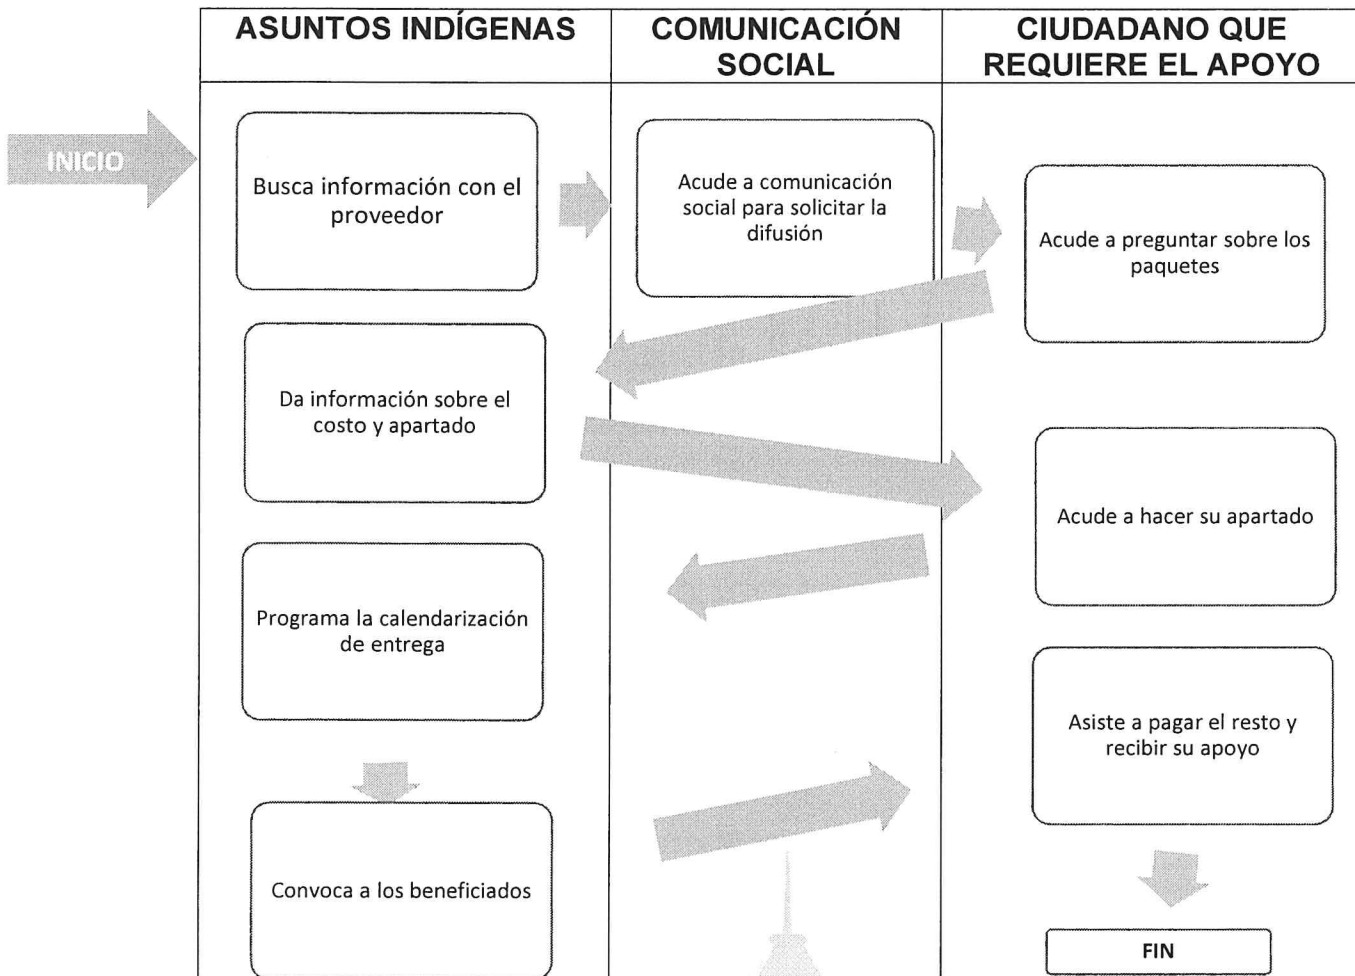 ASUNTOS INDÍGENAS
COMUNICACIÓN
SOCIAL
CIUDADANO QUE
REQUIERE EL APOYO
INICIO
Busca información con el
proveedor
Acude a comunicación
social para solicitar la
difusión
Acude a preguntar sobre los
paquetes
Da información sobre el
costo y apartado
Acude a hacer su apartado
Programa la calendarización
de entrega
Convoca a los beneficiados
Asiste a pagar el resto y
recibir su apoyo
FIN